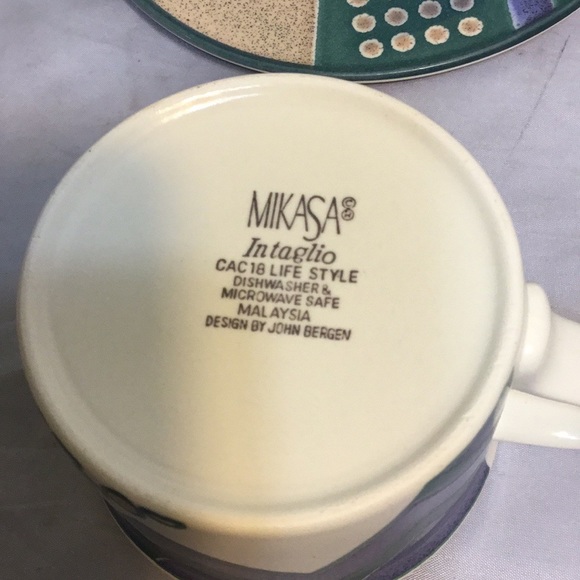 MIKASA
Intaglio
CAC18 LIFE STYLE
DISHWASHER &
MICROWAVE SAFE
MALAYSIA
DESIGN BY JOHN BERGEN